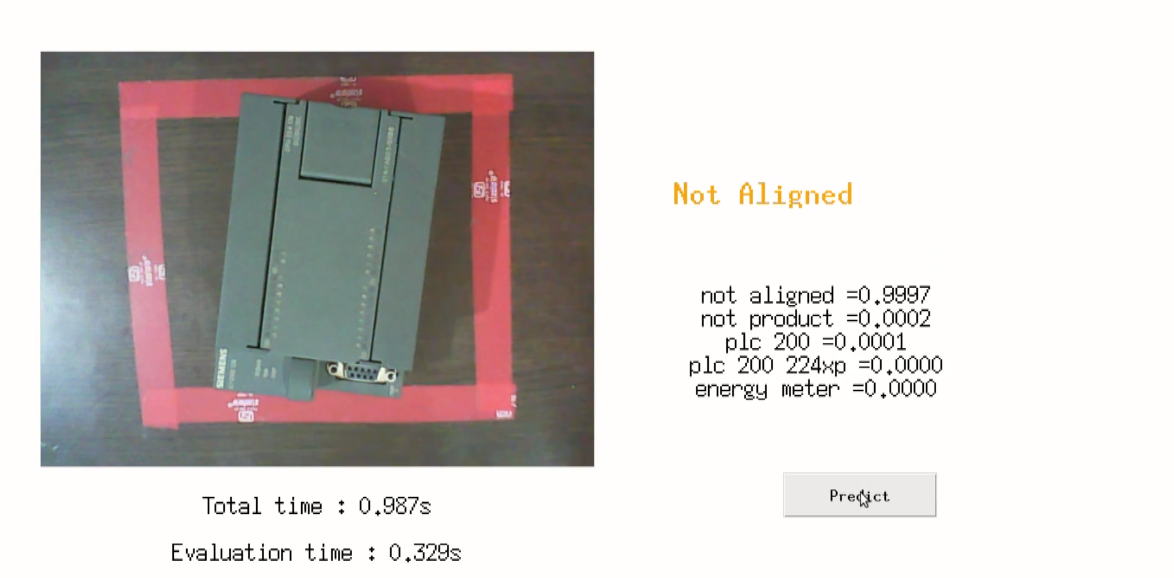 SIEMENS
Not Aligned
not aligned =0.9997
not product =0.0002
plc 200 =0.0001
plc 200 224xp =0.0000
energy meter =0.0000
Predict
Total time : 0.987s
Evaluation time : 0.329s